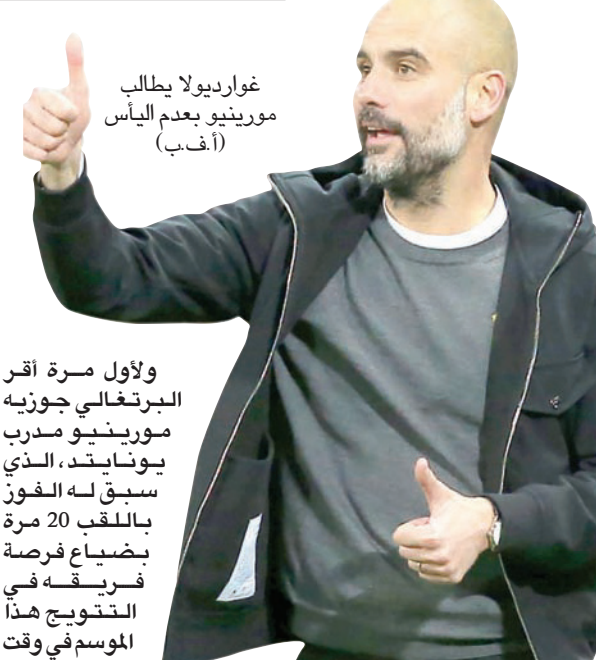 غوارديولا يطالب
مورينيو بعدم اليأس
(أ.ف.ب)
ولأول مرة أقر
البرتغالي جوزيه
مورينيو مدرب
يونايتد، الذي
سبق له الفوز
باللقب 20 مرة
بضياع فرصة
فريقه في
التتويج هذا
الموسم في وقت